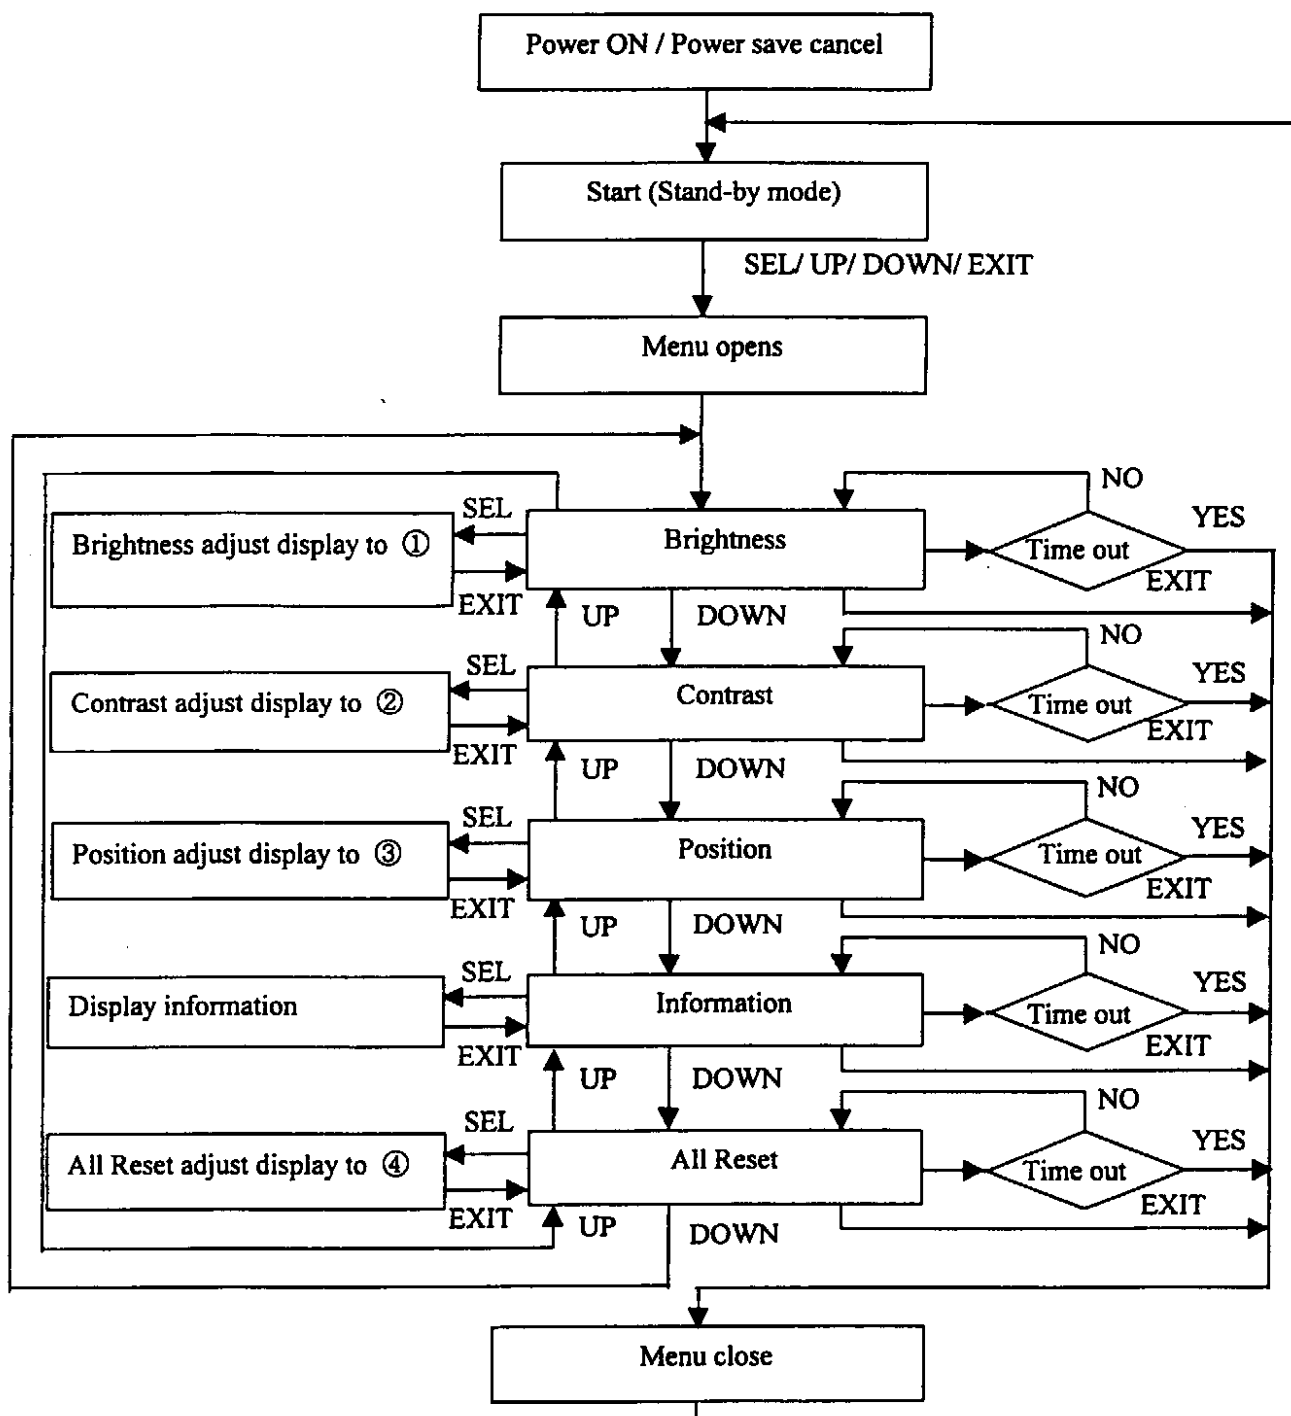 Power ON / Power save cancel
Start (Stand-by mode)
SEL/ UP/ DOWN/ EXIT
Menu opens
NO
SEL
YES
Brightness adjust display to ①
Brightness
Time out
EXIT
EXIT
UP
DOWN
NO
SEL
YES
Contrast adjust display to ②
Contrast
Time out
EXIT
EXIT
UP
DOWN
NO
SEL
YES
Position adjust display to ③
Position
Time out
EXIT
EXIT
UP
DOWN
NO
SEL
YES
Display information
Information
Time out
EXIT
EXIT
UP
DOWN
NO
SEL
YES
All Reset adjust display to ④
All Reset
Time out
EXIT
EXIT
UP
DOWN
Menu close